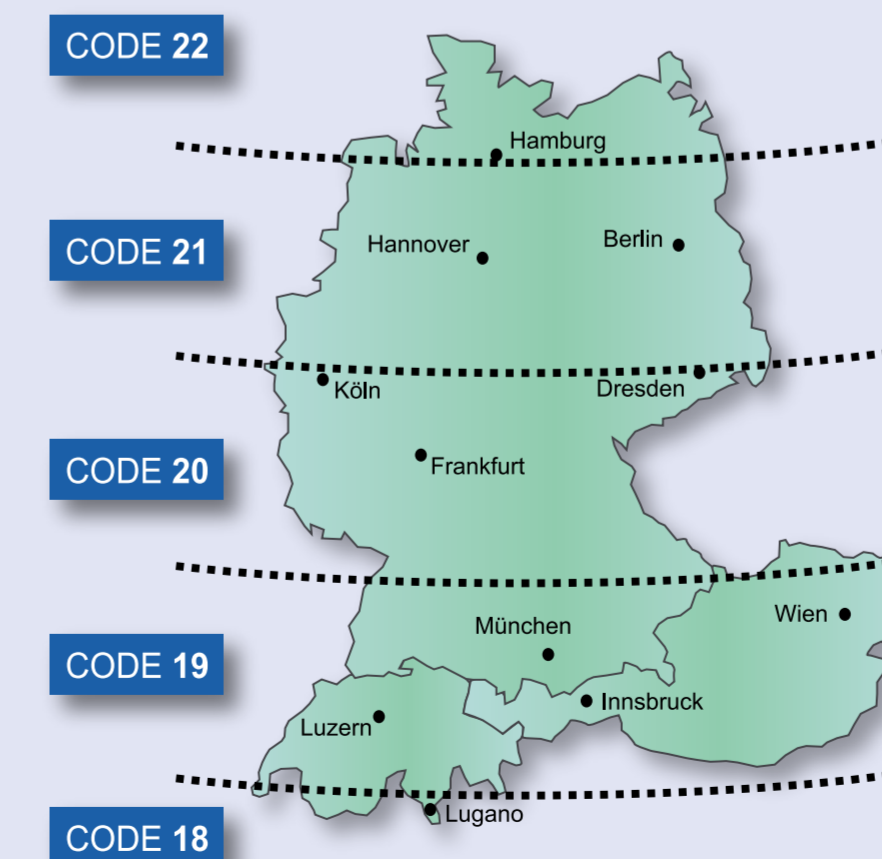 CODE 22
Hamburg
Hannover
Berlin
CODE 21
Köln
Dresden
Frankfurt
CODE 20
Wien
München
CODE 19
Innsbruck
Luzern
Lugano
CODE 18